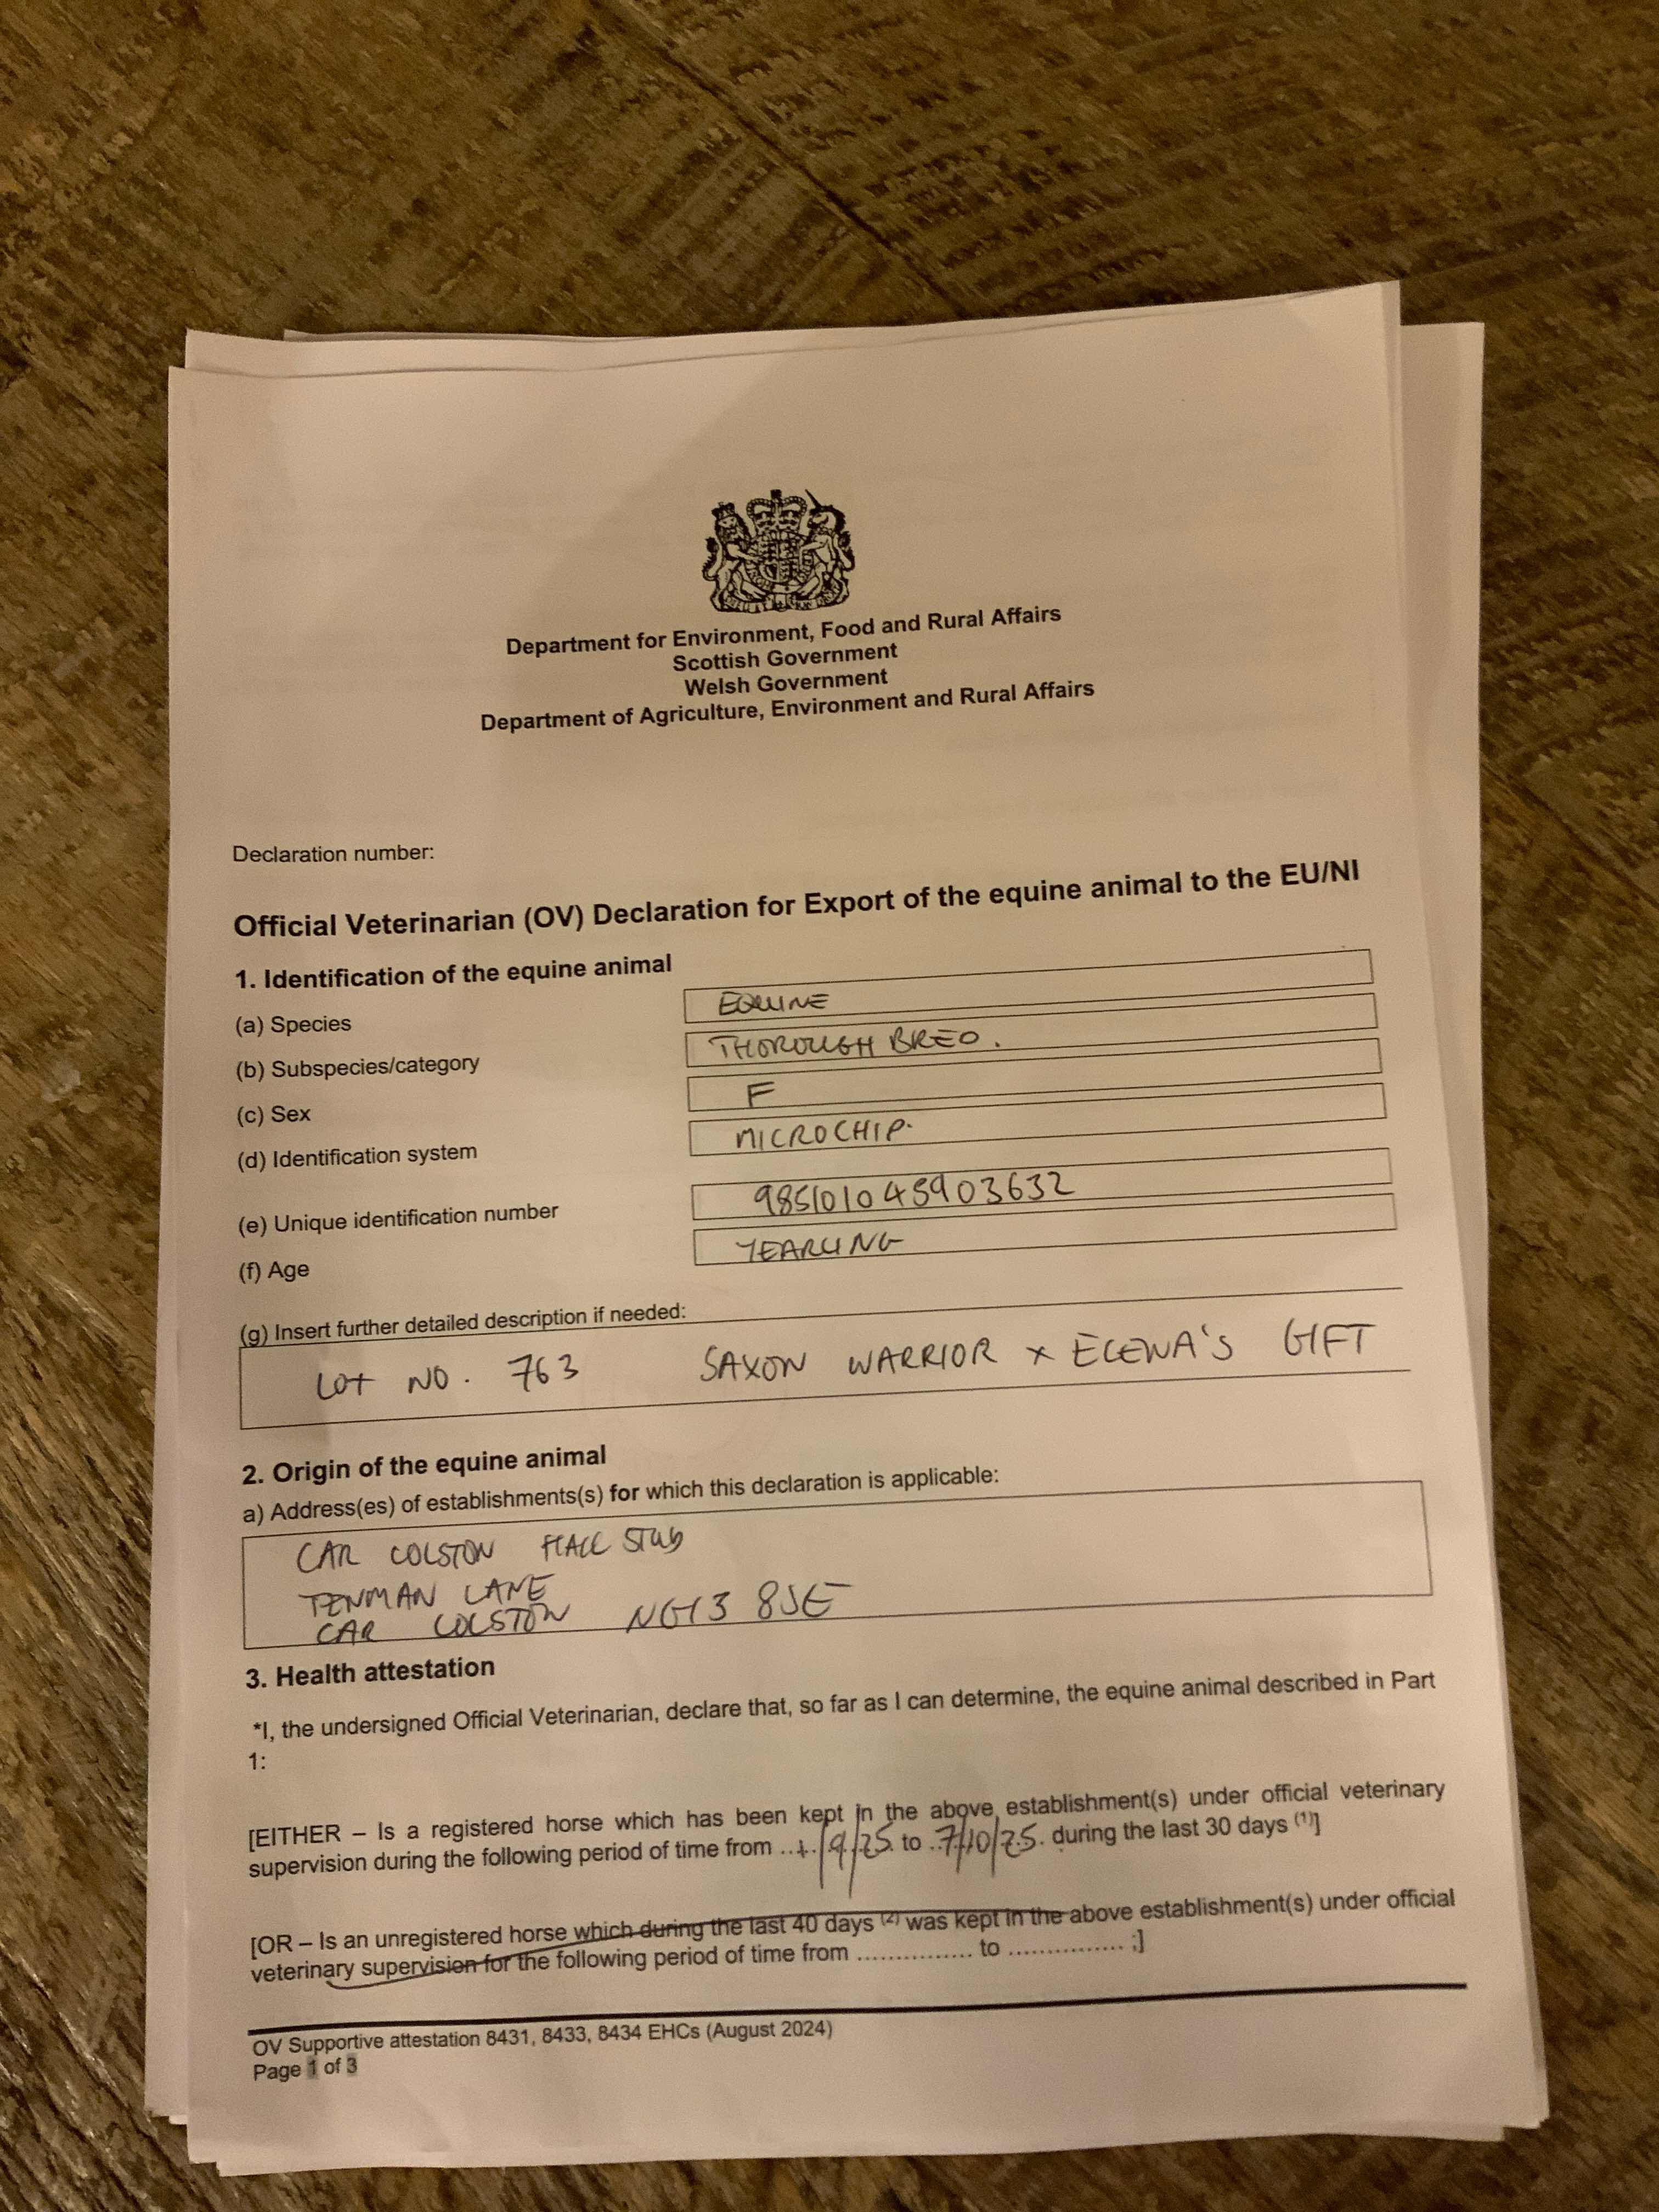 Department for Environment, Food and Rural Affairs
Scottish Government
Welsh Government
Department of Agriculture, Environment and Rural Affairs
Declaration number:
Official Veterinarian (OV) Declaration for Export of the equine animal to the EU/NI
1. Identification of the equine animal
(a) Species EQUINE
(b) Subspecies/category THOROUGH BRED.
(c) Sex F
(d) Identification system MICROCHIP.
(e) Unique identification number 985101045903632
(f) Age YEARLING
(g) Insert further detailed description if needed:
LOT NO. 763 SAXON WARRIOR x ELENA'S GIFT
2. Origin of the equine animal
a) Address(es) of establishments(s) for which this declaration is applicable:
CAR COLSTON HALL STUD
TENMAN LANE
CAR COLSTON NG13 8JE
3. Health attestation
*I, the undersigned Official Veterinarian, declare that, so far as I can determine, the equine animal described in Part
1:
[EITHER – Is a registered horse which has been kept in the above establishment(s) under official veterinary
supervision during the following period of time from 1/9/25 to 7/10/25 during the last 30 days (1)]
[OR – Is an unregistered horse which during the last 40 days (2) was kept in the above establishment(s) under official
veterinary supervision for the following period of time from ............... to ............... ;]
OV Supportive attestation 8431, 8433, 8434 EHCs (August 2024)
Page 1 of 3